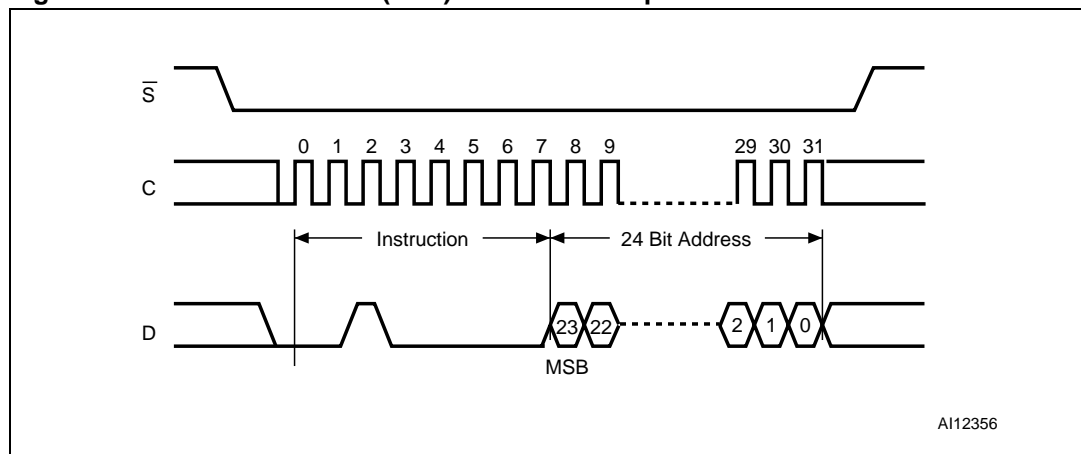 S
0 1 2 3 4 5 6 7 8 9 29 30 31
C
Instruction 24 Bit Address
D 23 22 2 1 0
MSB
AI12356